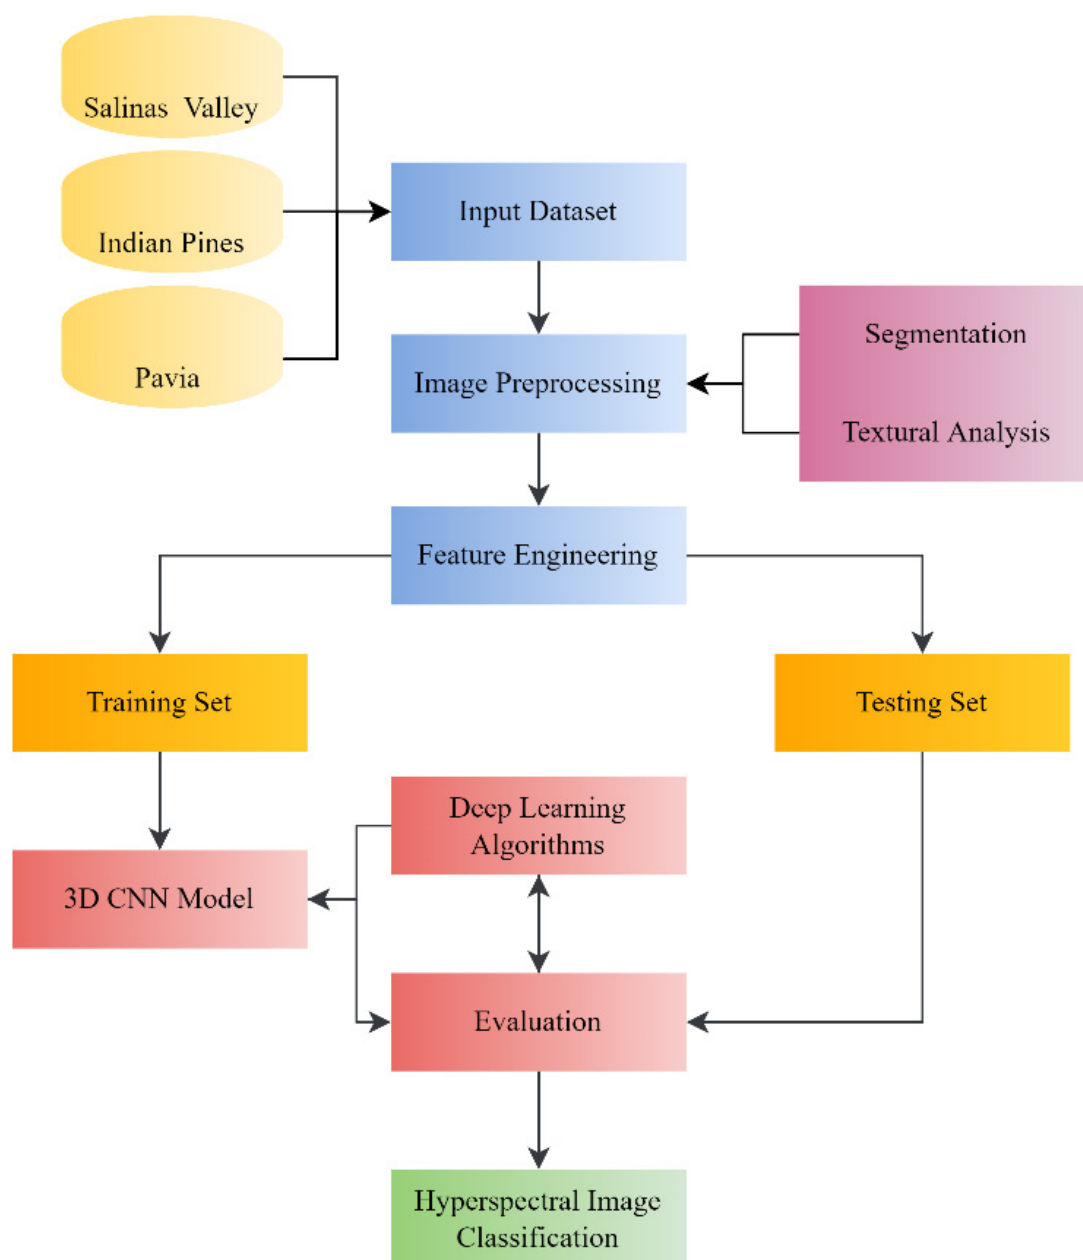 Salinas Valley
Indian Pines
Pavia
Input Dataset
Image Preprocessing
Segmentation
Textural Analysis
Feature Engineering
Training Set
Testing Set
Deep Learning
Algorithms
3D CNN Model
Evaluation
Hyperspectral Image
Classification